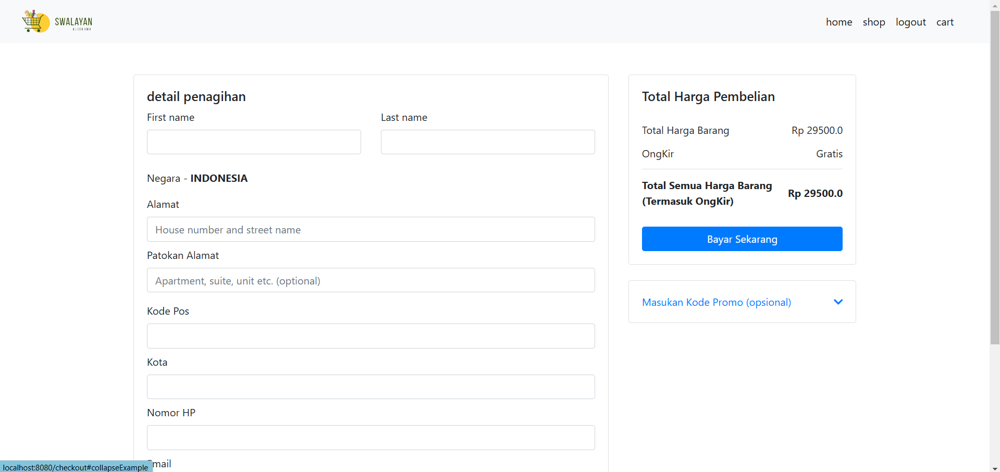 SWALAYAN
home shop logout cart
detail penagihan
First name
Last name
Negara - INDONESIA
Alamat
House number and street name
Patokan Alamat
Apartment, suite, unit etc. (optional)
Kode Pos
Kota
Nomor HP
Email
Total Harga Pembelian
Total Harga Barang Rp 29500.0
OngKir Gratis
Total Semua Harga Barang
(Termasuk OngKir) Rp 29500.0
Bayar Sekarang
Masukan Kode Promo (opsional)
localhost:8080/checkout#collapseExample